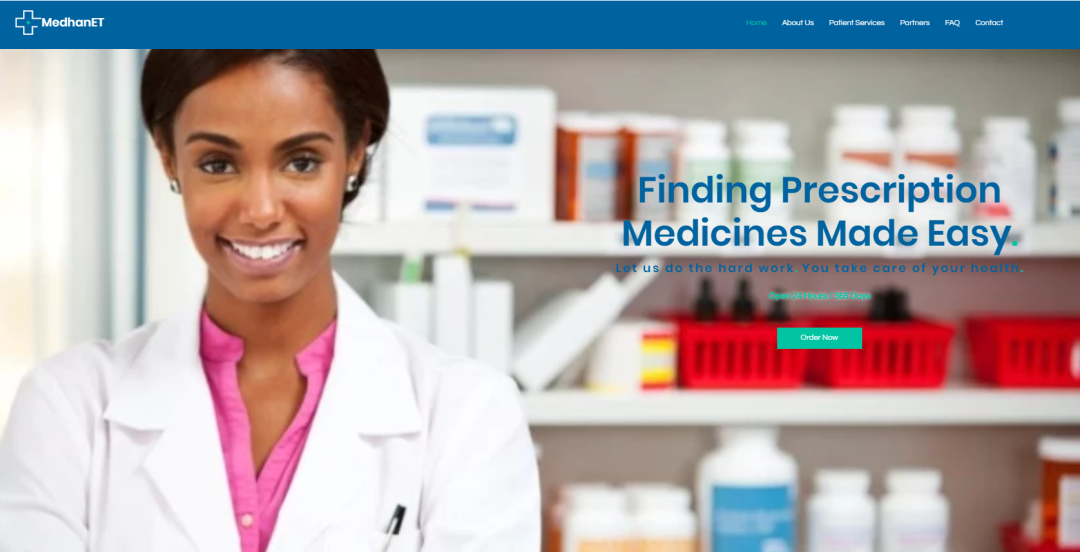 MedhanET
Home About Us Patient Services Partners FAQ Contact
Finding Prescription
Medicines Made Easy.
Let us do the hard work. You take care of your health.
Open 24 Hours / 365 Days
Order Now